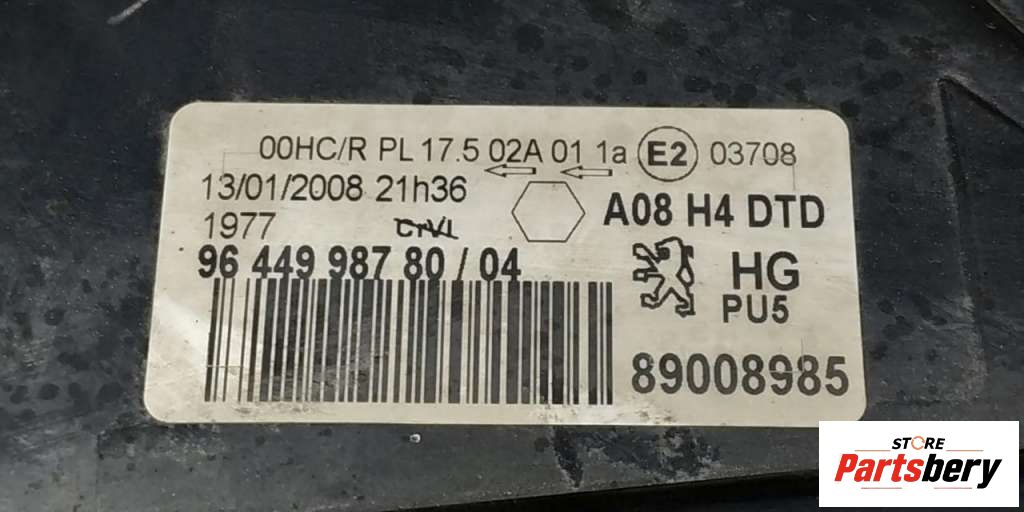 00HC/R PL 17.5 02A 01 1a E2 03708
13/01/2008 21h36
A08 H4 DTD
1977
96 449 987 80 / 04
HG
PU5
89008985
STORE
Partsbery